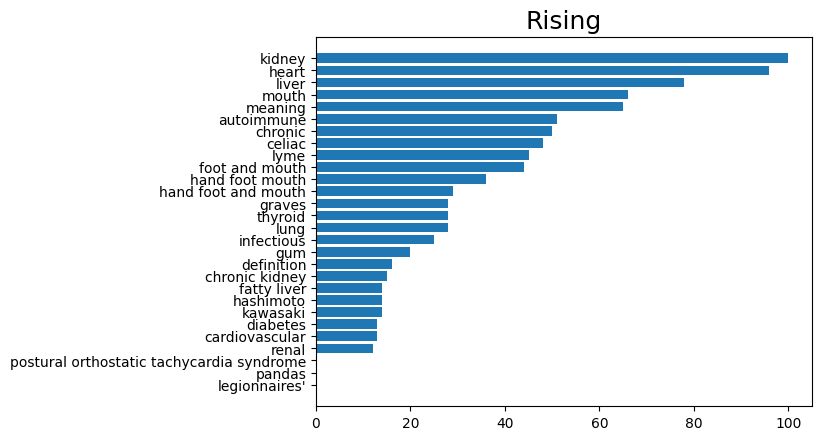 Rising
kidney
heart
liver
mouth
meaning
autoimmune
chronic
celiac
lyme
foot and mouth
hand foot mouth
hand foot and mouth
graves
thyroid
lung
infectious
gum
definition
chronic kidney
fatty liver
hashimoto
kawasaki
diabetes
cardiovascular
renal
postural orthostatic tachycardia syndrome
pandas
legionnaires'
0 20 40 60 80 100